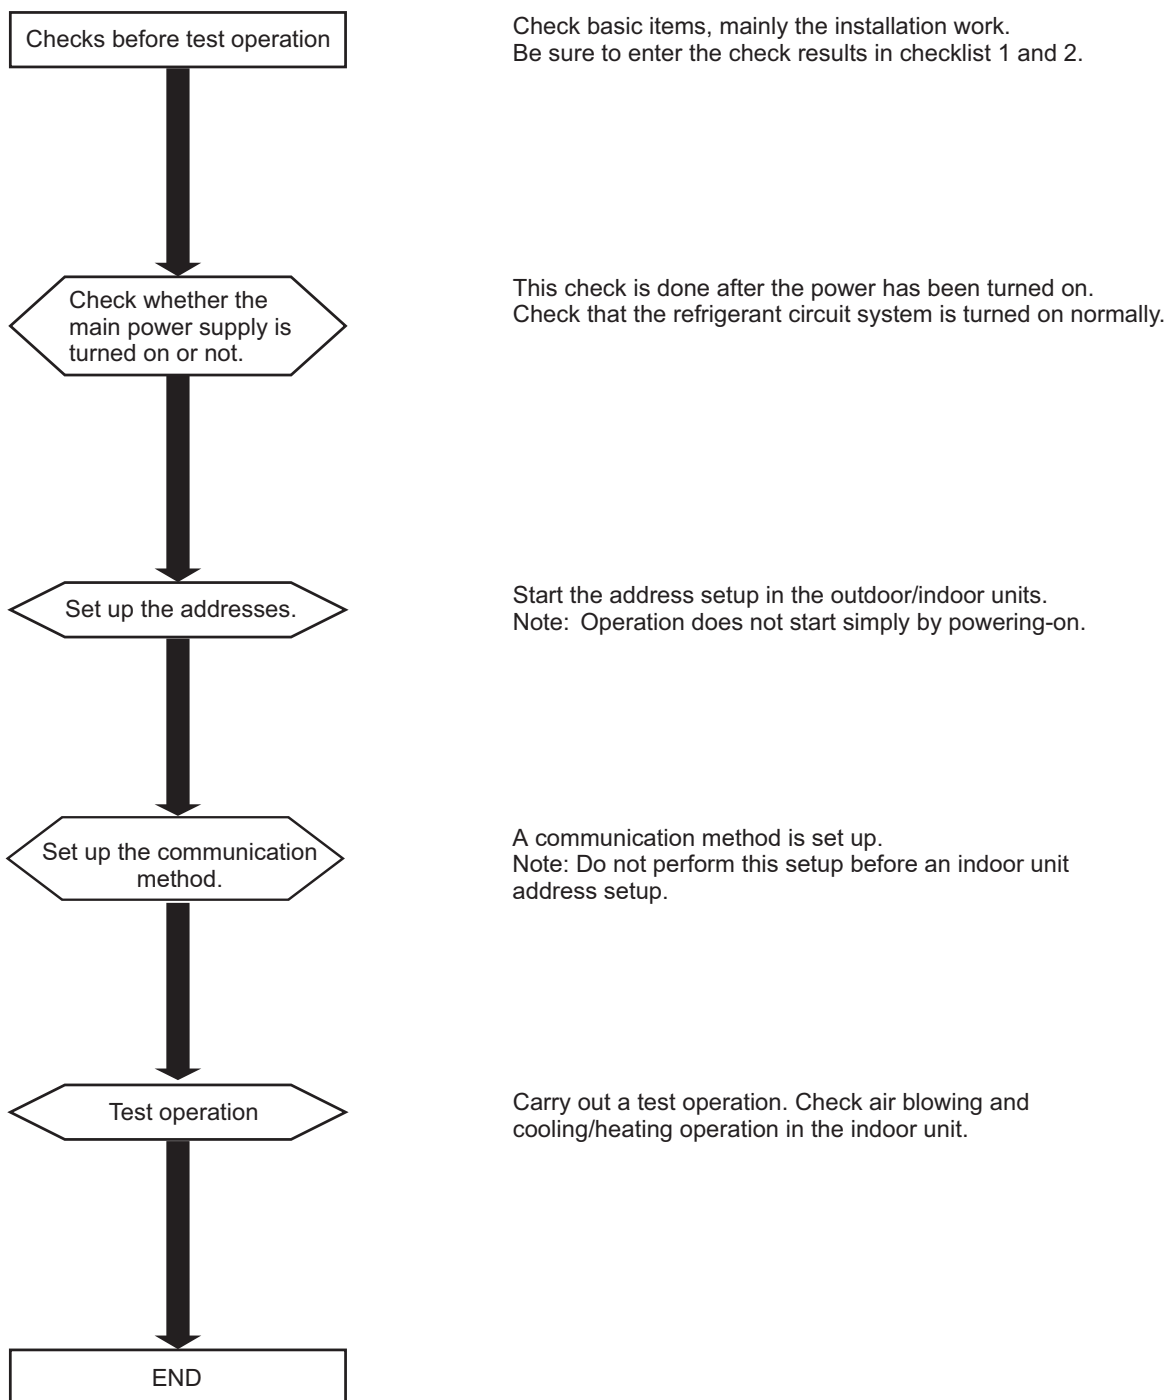 Checks before test operation
Check basic items, mainly the installation work.
Be sure to enter the check results in checklist 1 and 2.
Check whether the
main power supply is
turned on or not.
This check is done after the power has been turned on.
Check that the refrigerant circuit system is turned on normally.
Set up the addresses.
Start the address setup in the outdoor/indoor units.
Note: Operation does not start simply by powering-on.
Set up the communication
method.
A communication method is set up.
Note: Do not perform this setup before an indoor unit
address setup.
Test operation
Carry out a test operation. Check air blowing and
cooling/heating operation in the indoor unit.
END